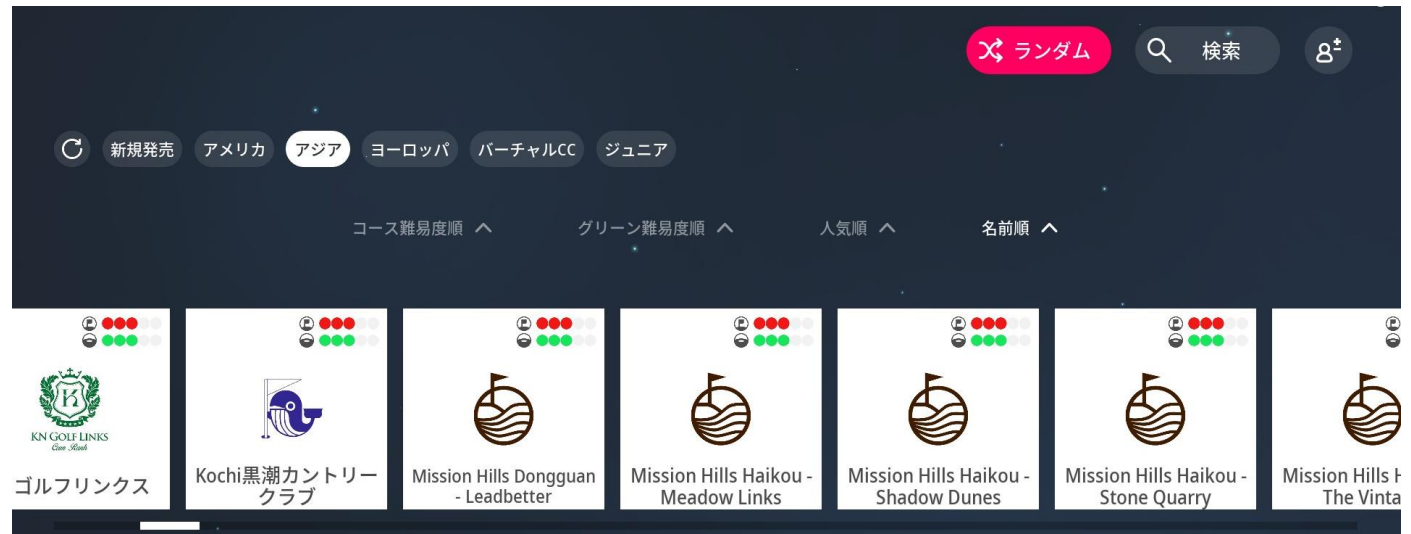 ランダム
検索
新規発売
アメリカ
アジア
ヨーロッパ
バーチャルCC
ジュニア
コース難易度順
グリーン難易度順
人気順
名前順
KN GOLF LINKS
Cam Ranh
ゴルフリンクス
Kochi黒潮カントリー
クラブ
Mission Hills Dongguan
- Leadbetter
Mission Hills Haikou -
Meadow Links
Mission Hills Haikou -
Shadow Dunes
Mission Hills Haikou -
Stone Quarry
Mission Hills H
The Vinta